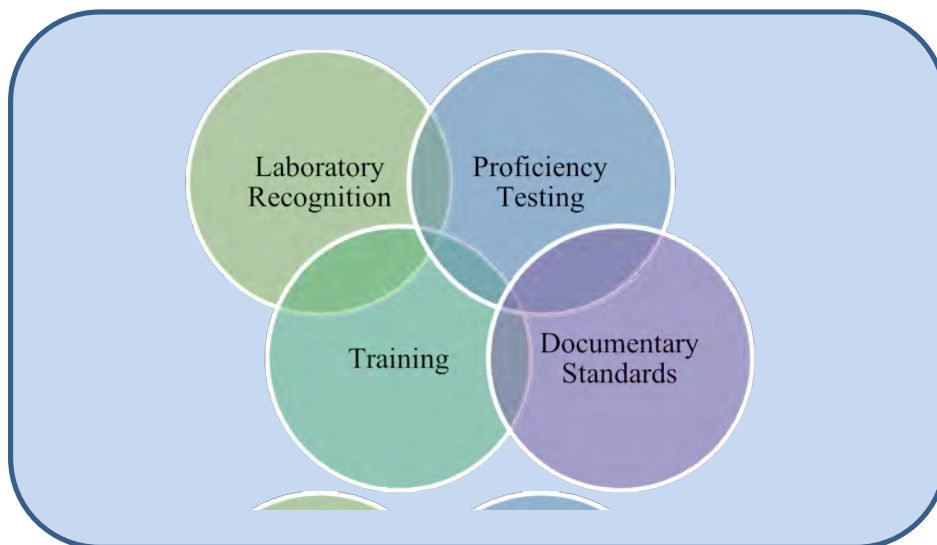 Laboratory
Recognition
Proficiency
Testing
Training
Documentary
Standards